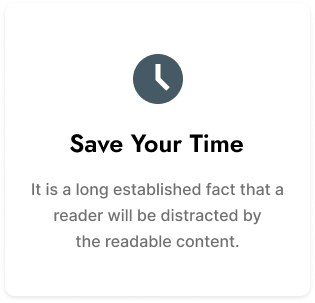 Save Your Time
It is a long established fact that a
reader will be distracted by
the readable content.